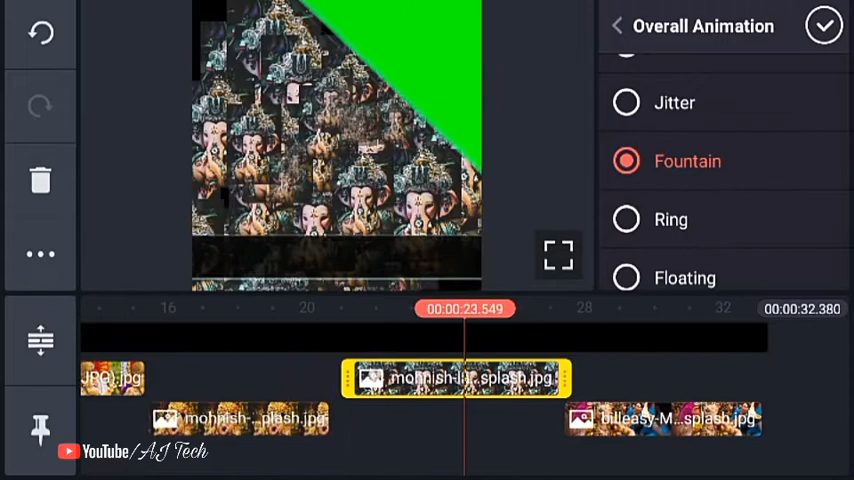 Overall Animation
Jitter
Fountain
Ring
Floating
16
20
00:00:23.549
28
32
00:00:32.380
JPG).jpg
mohnish-l...splash.jpg
mohnish-...plash.jpg
billeasy-M...splash.jpg
YouTube/AJ Tech